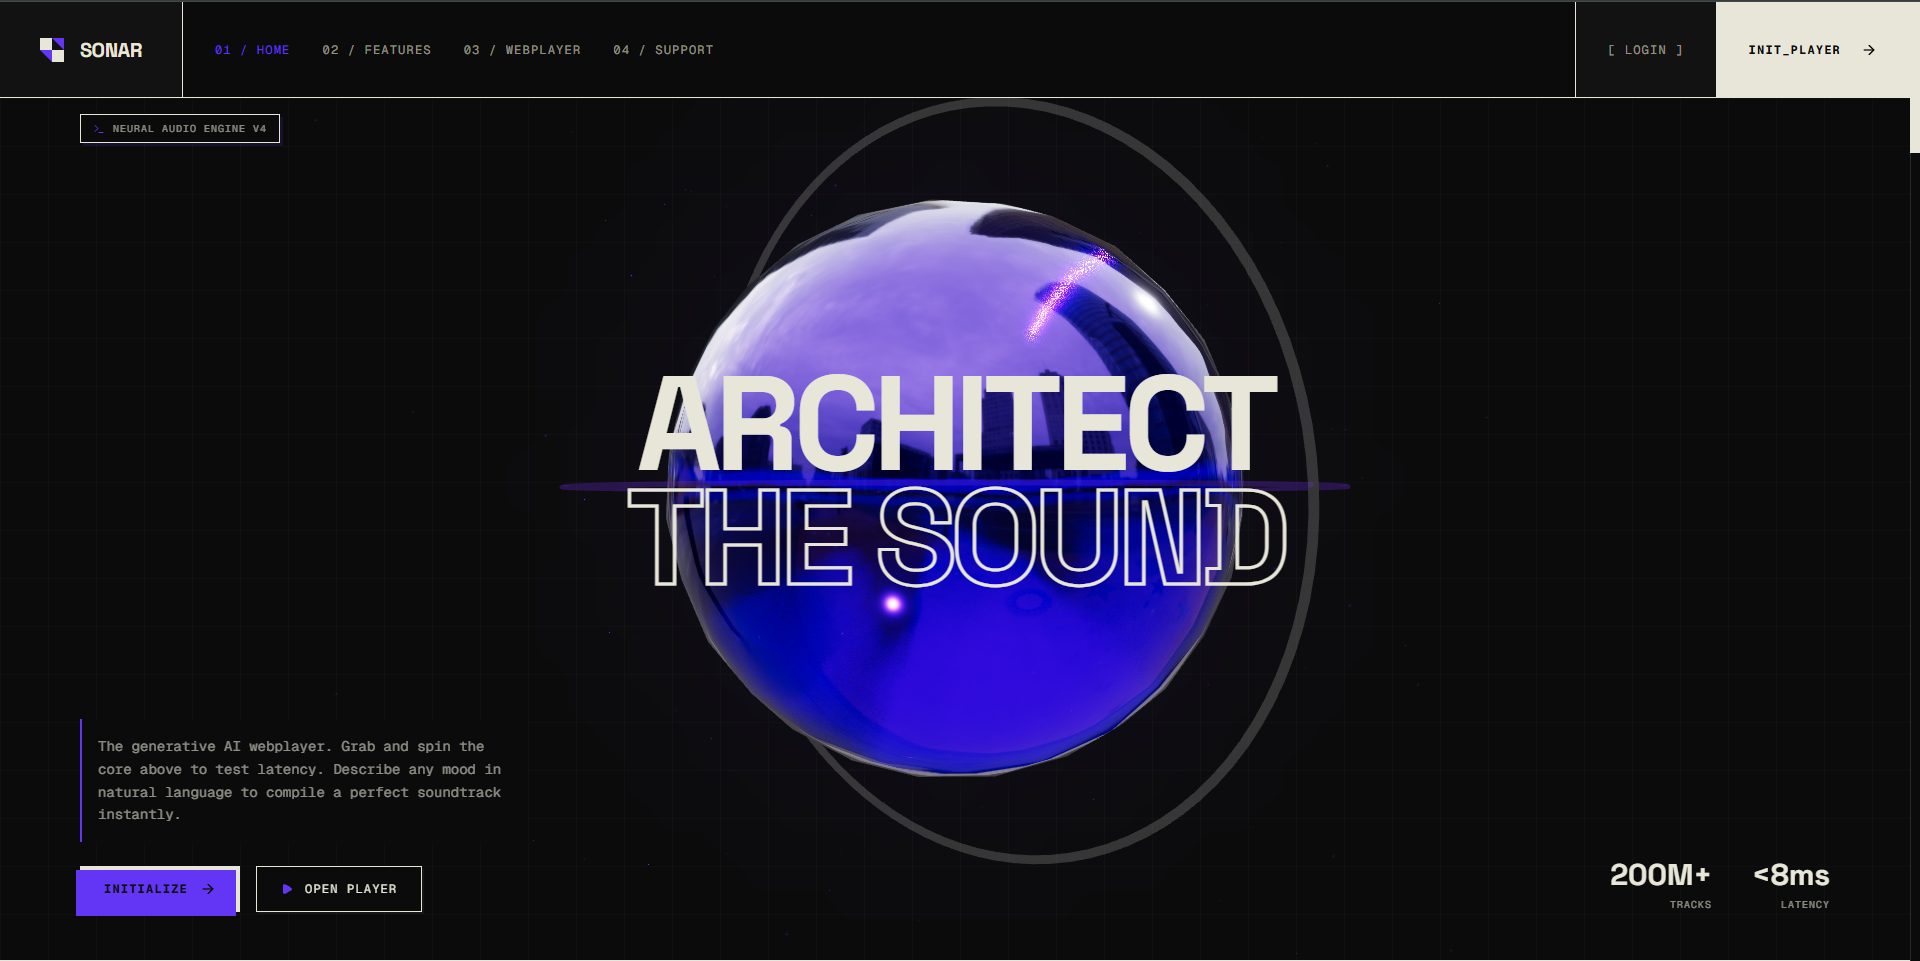 SONAR
01 / HOME
02 / FEATURES
03 / WEBPLAYER
04 / SUPPORT
[ LOGIN ]
INIT_PLAYER →
>_ NEURAL AUDIO ENGINE V4
ARCHITECT
THE SOUND
The generative AI webplayer. Grab and spin the
core above to test latency. Describe any mood in
natural language to compile a perfect soundtrack
instantly.
INITIALIZE →
OPEN PLAYER
200M+
TRACKS
<8ms
LATENCY